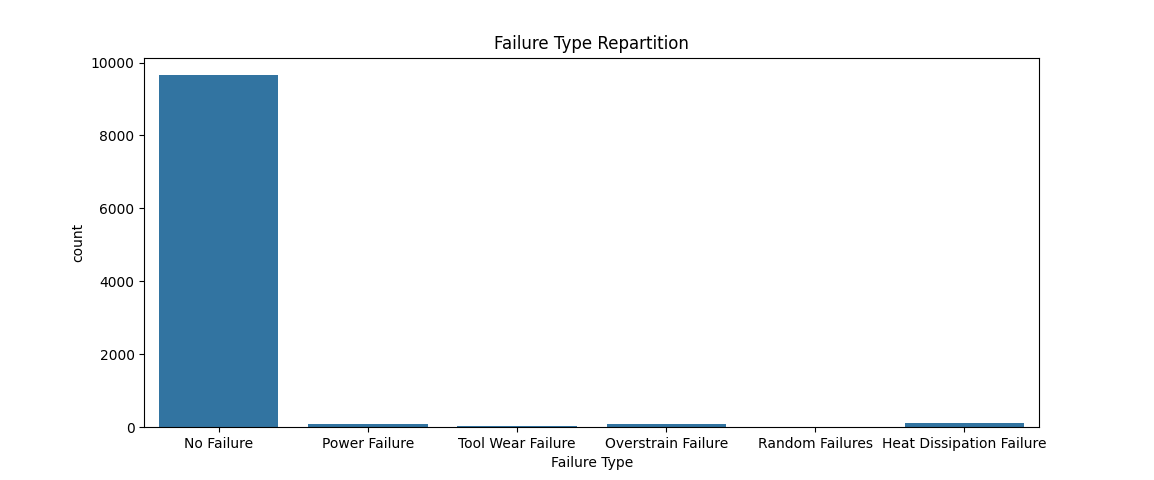 Failure Type Repartition
10000
8000
6000
4000
2000
0
count
No Failure Power Failure Tool Wear Failure Overstrain Failure Random Failures Heat Dissipation Failure
Failure Type